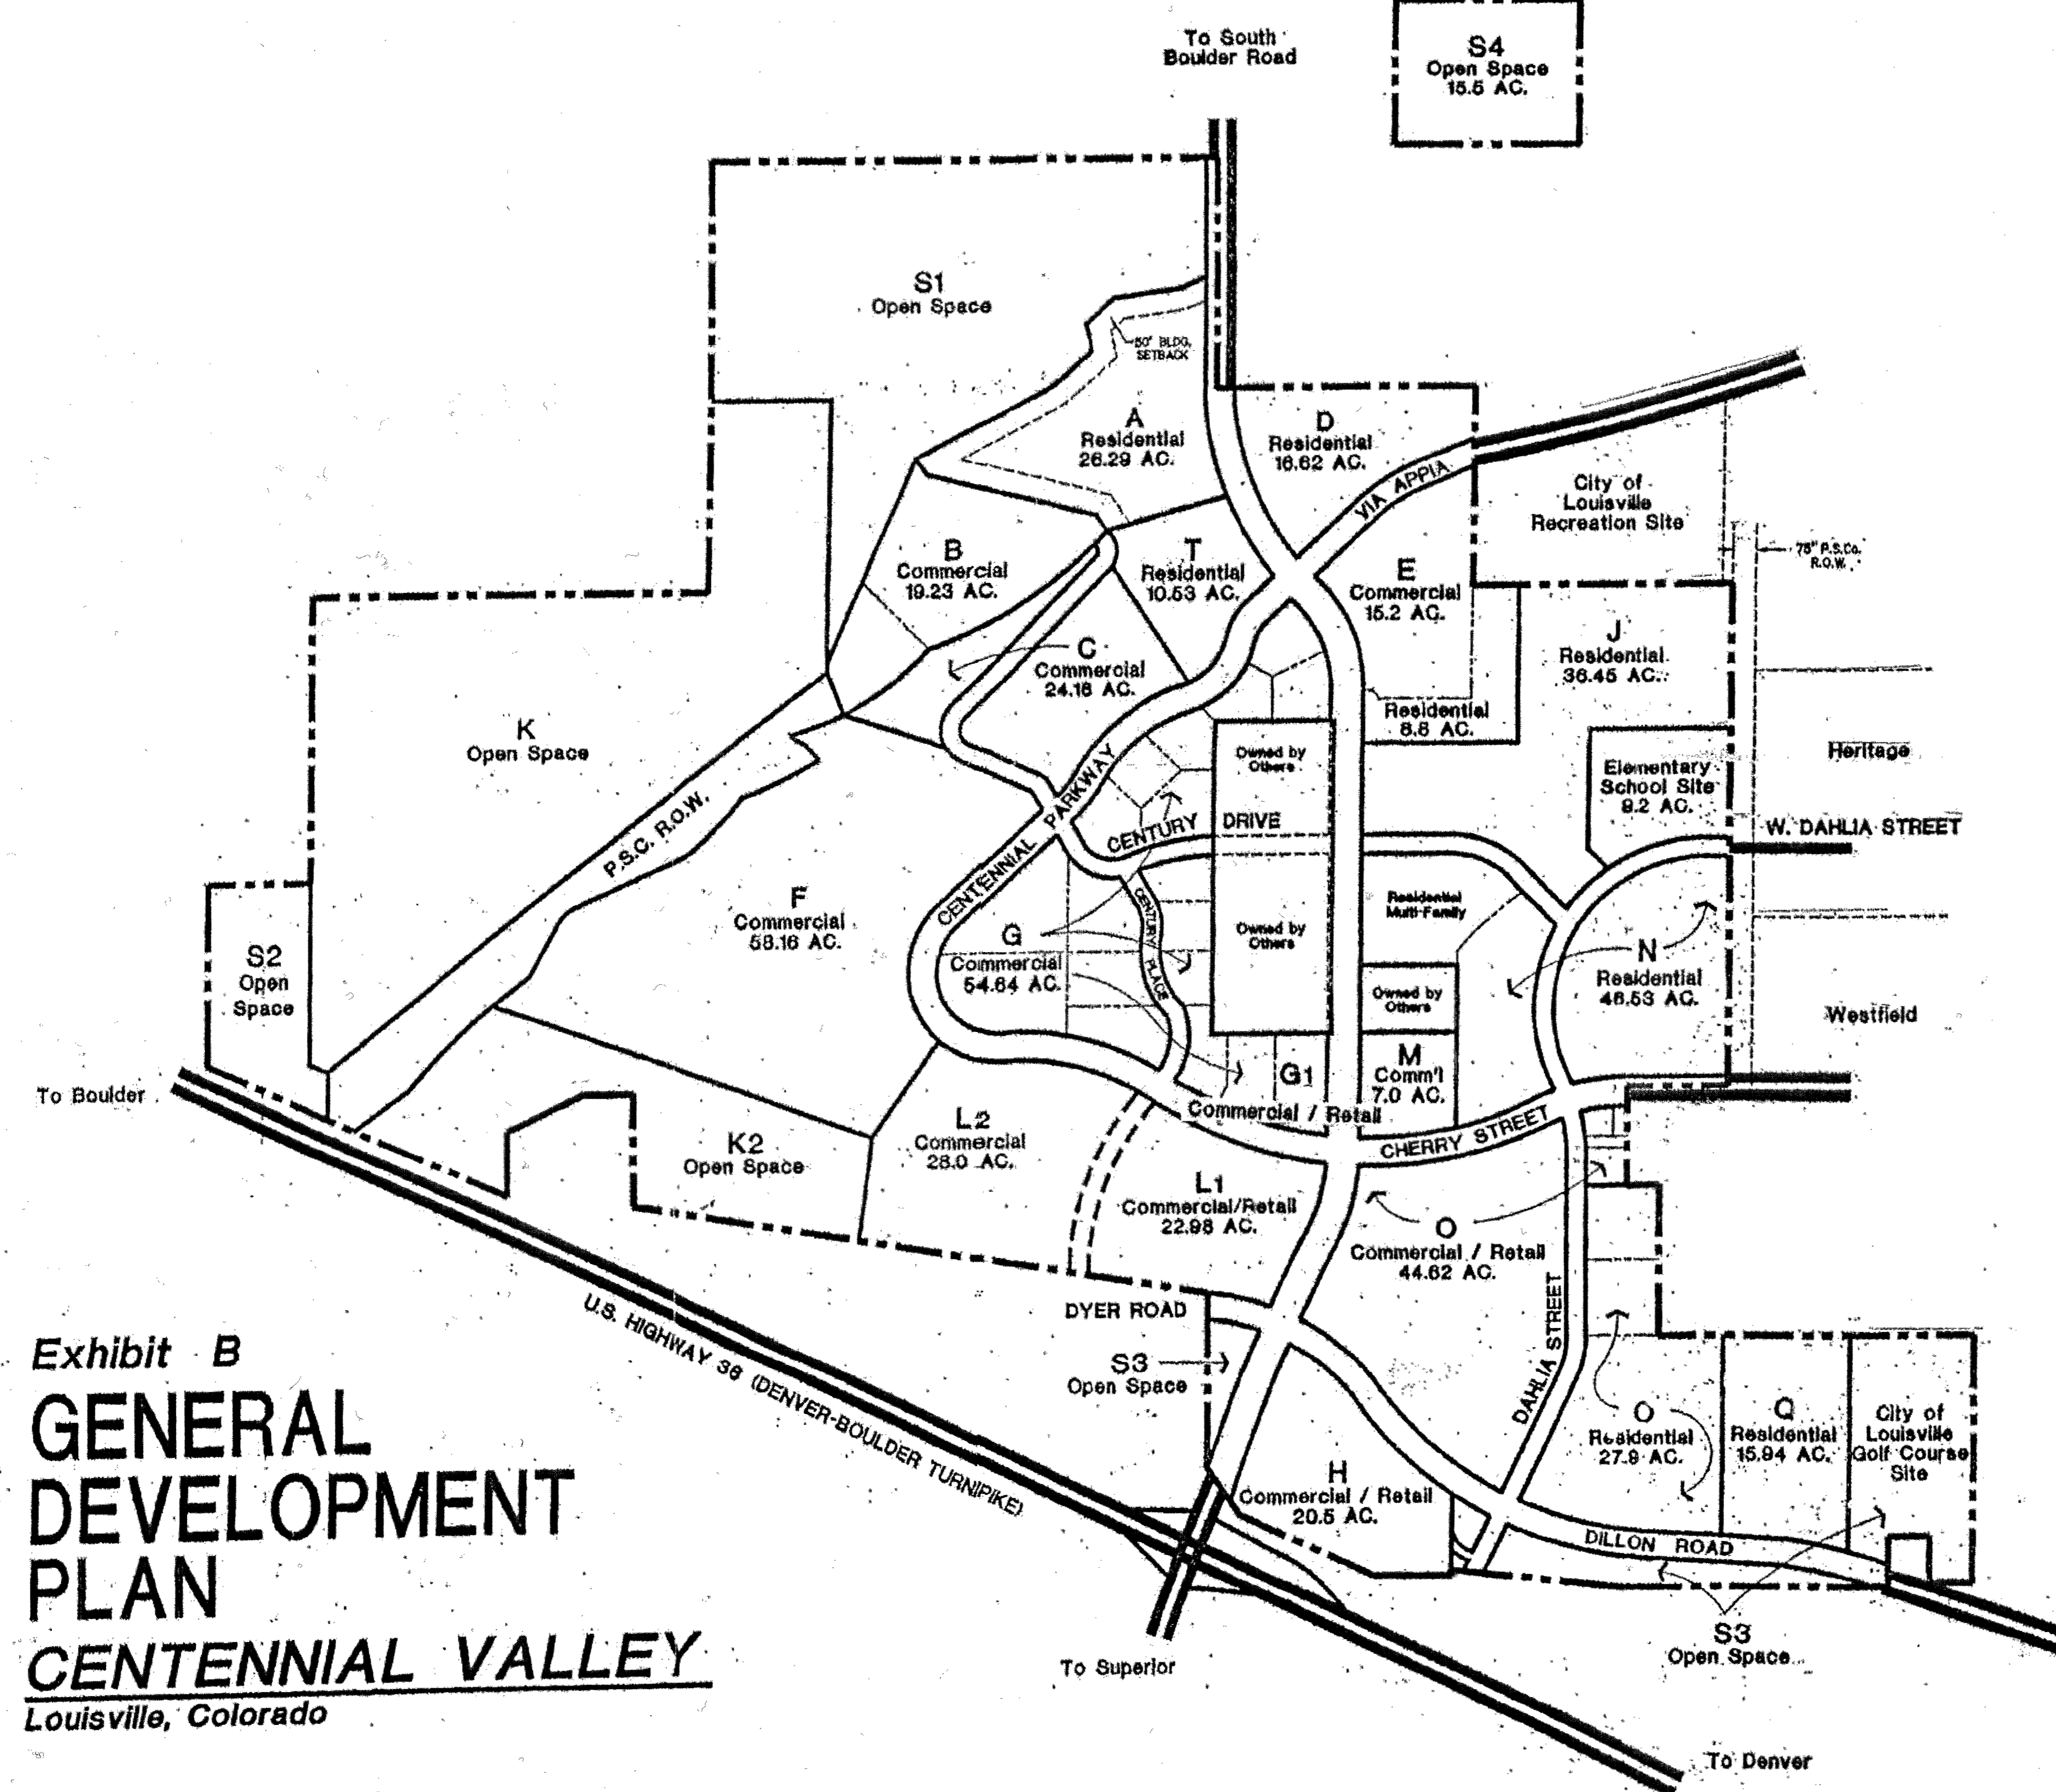 To South
Boulder Road
S4
Open Space
15.5 AC.
S1
Open Space
50' BLDG.
SETBACK
A
Residential
26.29 AC.
D
Residential
16.62 AC.
VIA APPIA
City of
Louisville
Recreation Site
75' P.S.Co.
R.O.W.
B
Commercial
19.23 AC.
T
Residential
10.53 AC.
E
Commercial
15.2 AC.
J
Residential
36.45 AC.
C
Commercial
24.18 AC.
Residential
8.8 AC.
K
Open Space
Owned by
Others
Heritage
Elementary
School Site
9.2 AC.
P.S.C. R.O.W.
CENTENNIAL PARKWAY
CENTURY DRIVE
W. DAHLIA STREET
F
Commercial
58.16 AC.
CENTURY PLACE
Residential
Multi-Family
G
Commercial
54.64 AC.
Owned by
Others
N
Residential
46.53 AC.
S2
Open
Space
Owned by
Others
Westfield
G1
Commercial / Retail
M
Comm'l
7.0 AC.
To Boulder
K2
Open Space
L2
Commercial
28.0 AC.
CHERRY STREET
L1
Commercial/Retail
22.98 AC.
O
Commercial / Retail
44.62 AC.
DYER ROAD
U.S. HIGHWAY 36 (DENVER-BOULDER TURNIPIKE)
S3
Open Space
DAHLIA STREET
O
Residential
27.9 AC.
Q
Residential
15.94 AC.
City of
Louisville
Golf Course
Site
H
Commercial / Retail
20.5 AC.
DILLON ROAD
S3
Open Space
To Superior
To Denver
Exhibit B
GENERAL
DEVELOPMENT
PLAN
CENTENNIAL VALLEY
Louisville, Colorado